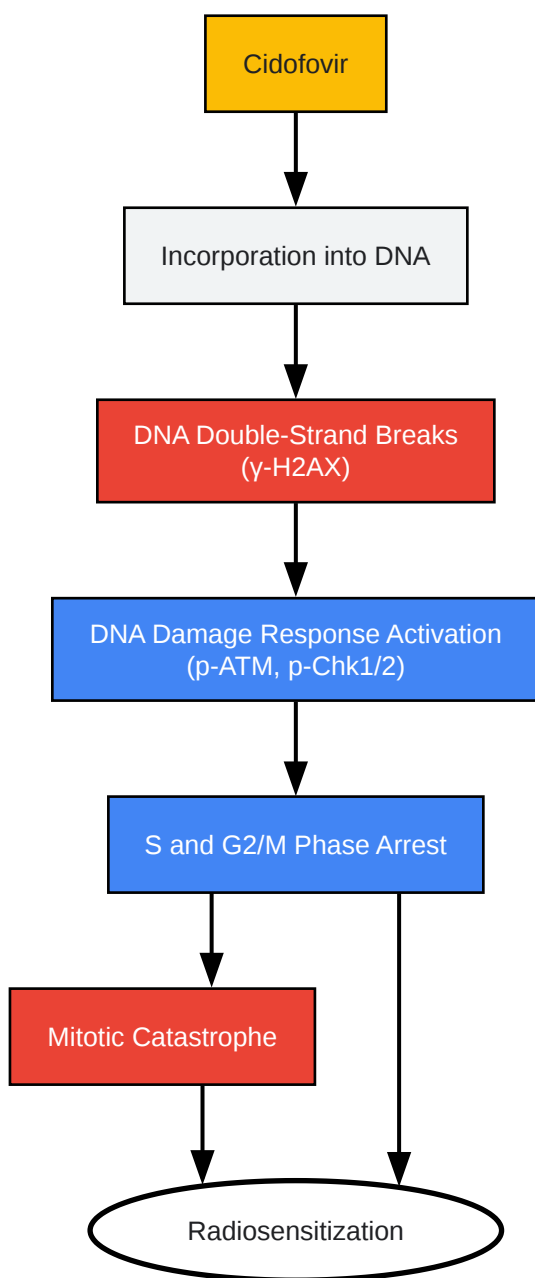 Cidofovir
Incorporation into DNA
DNA Double-Strand Breaks
(γ-H2AX)
DNA Damage Response Activation
(p-ATM, p-Chk1/2)
S and G2/M Phase Arrest
Mitotic Catastrophe
Radiosensitization